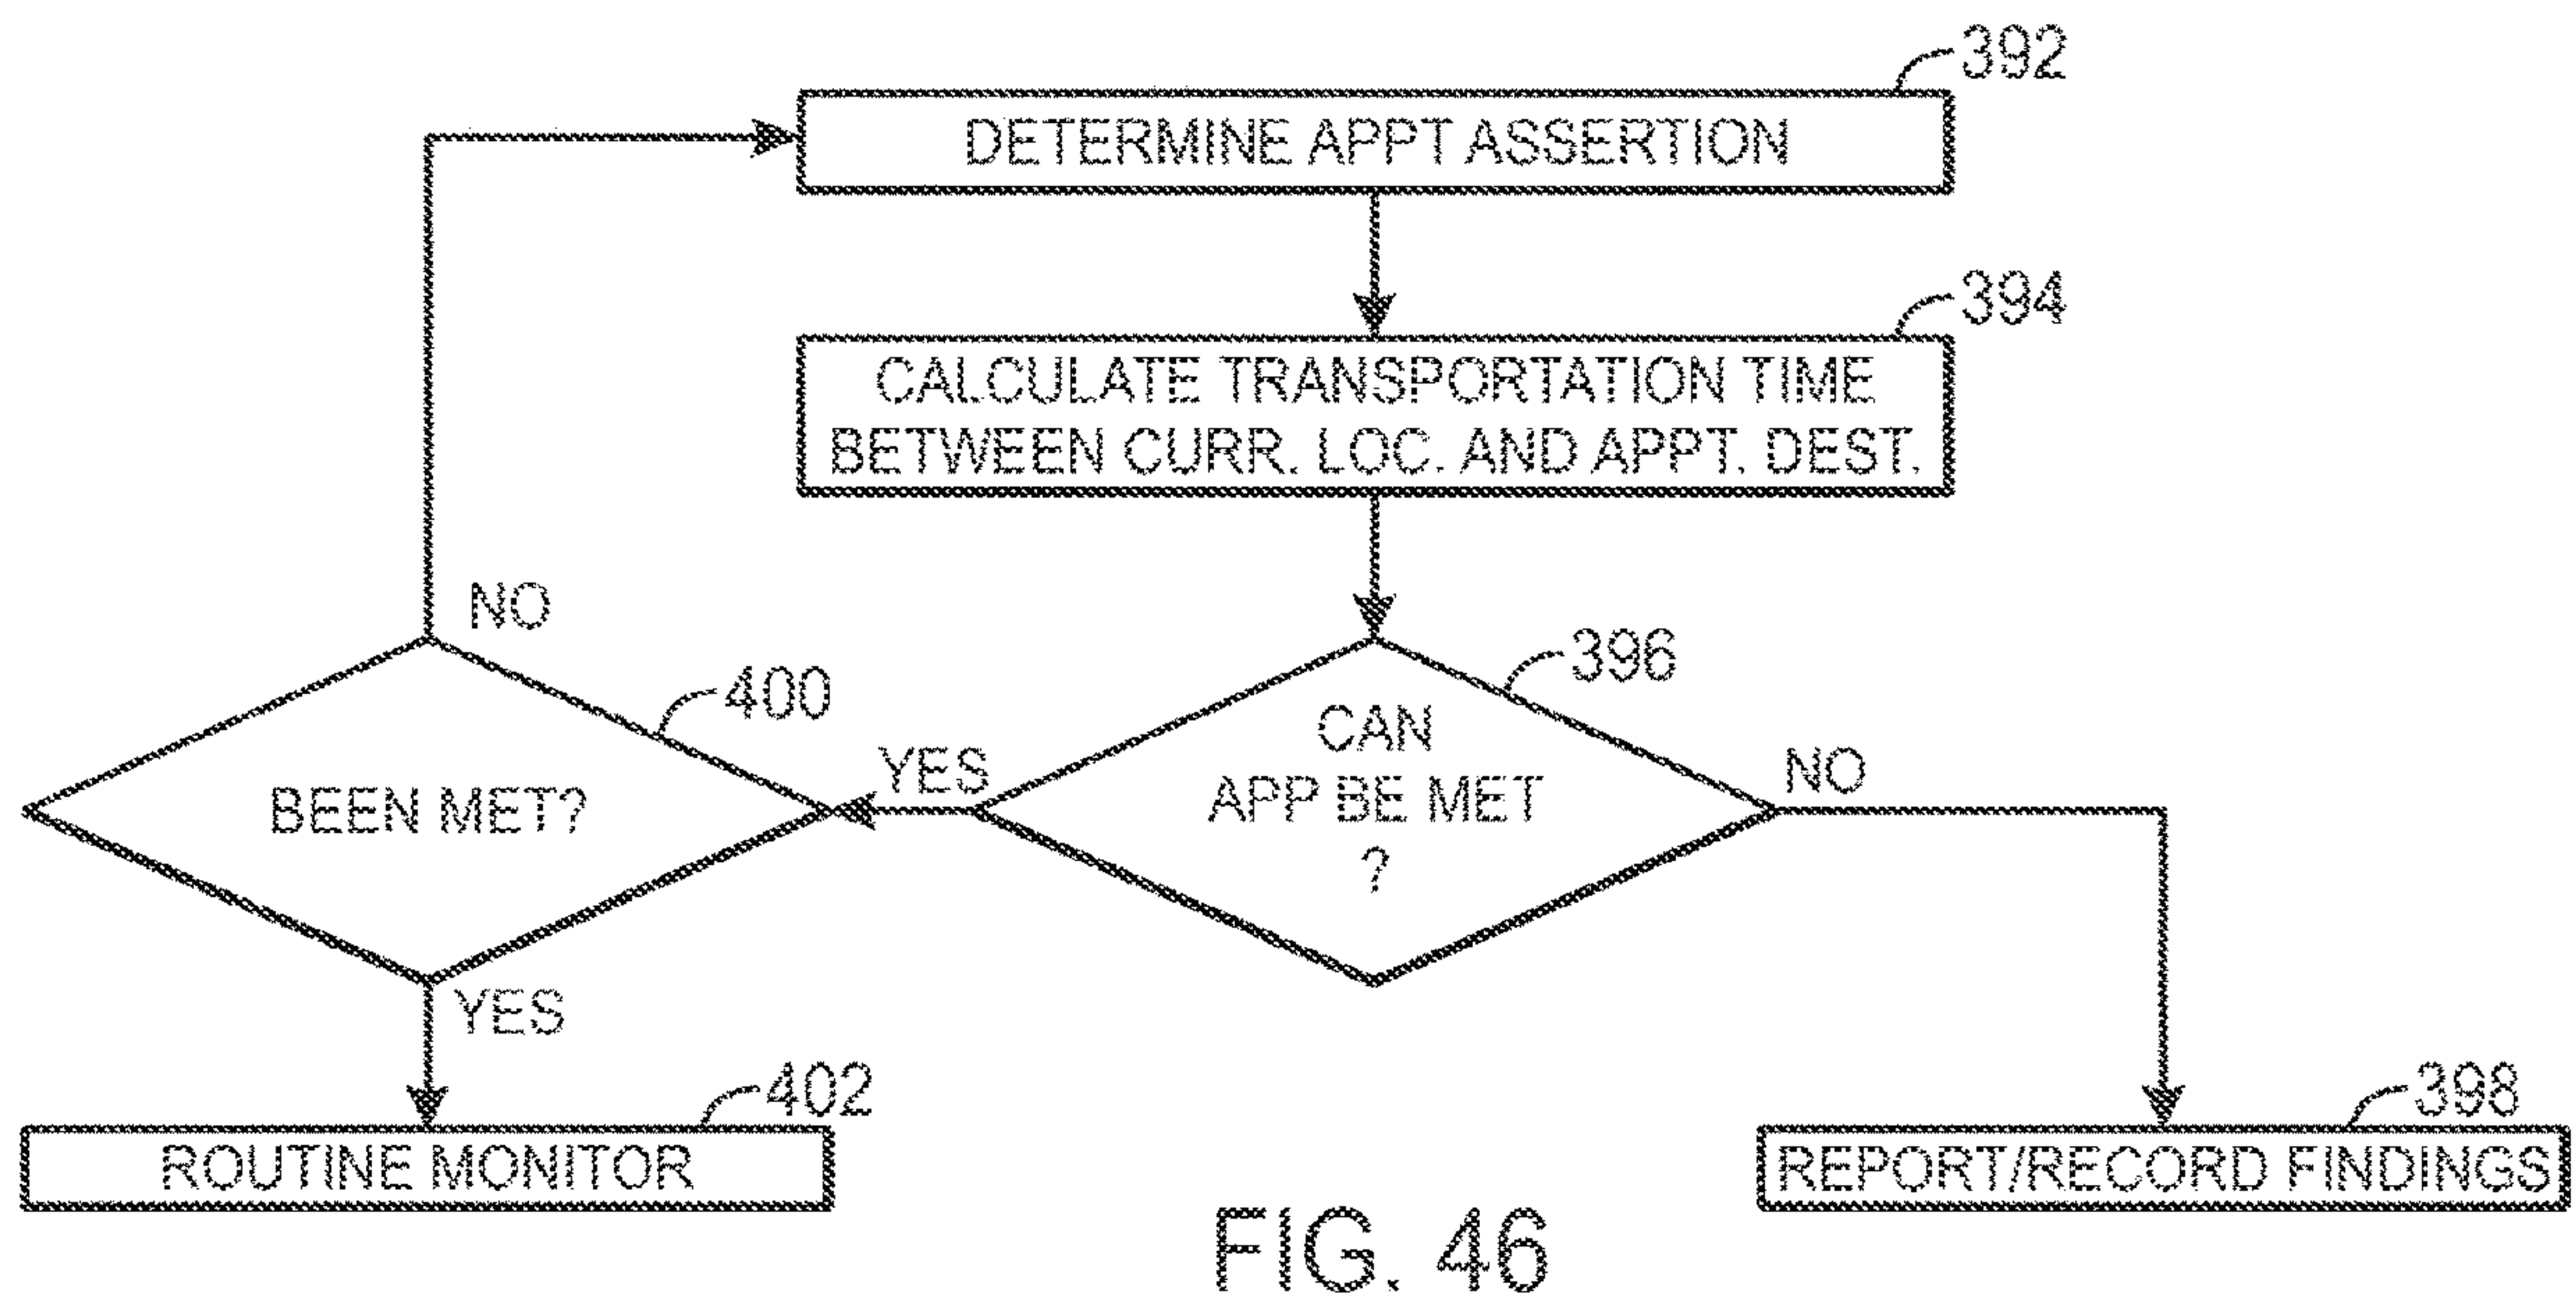 392
DETERMINE APPT ASSERTION
394
CALCULATE TRANSPORTATION TIME
BETWEEN CURR. LOC. AND APPT. DEST.
NO
396
400
CAN
YES
NO
BEEN MET?
APP BE MET
?
YES
402
398
ROUTINE MONITOR
REPORT/RECORD FINDINGS
FIG. 46